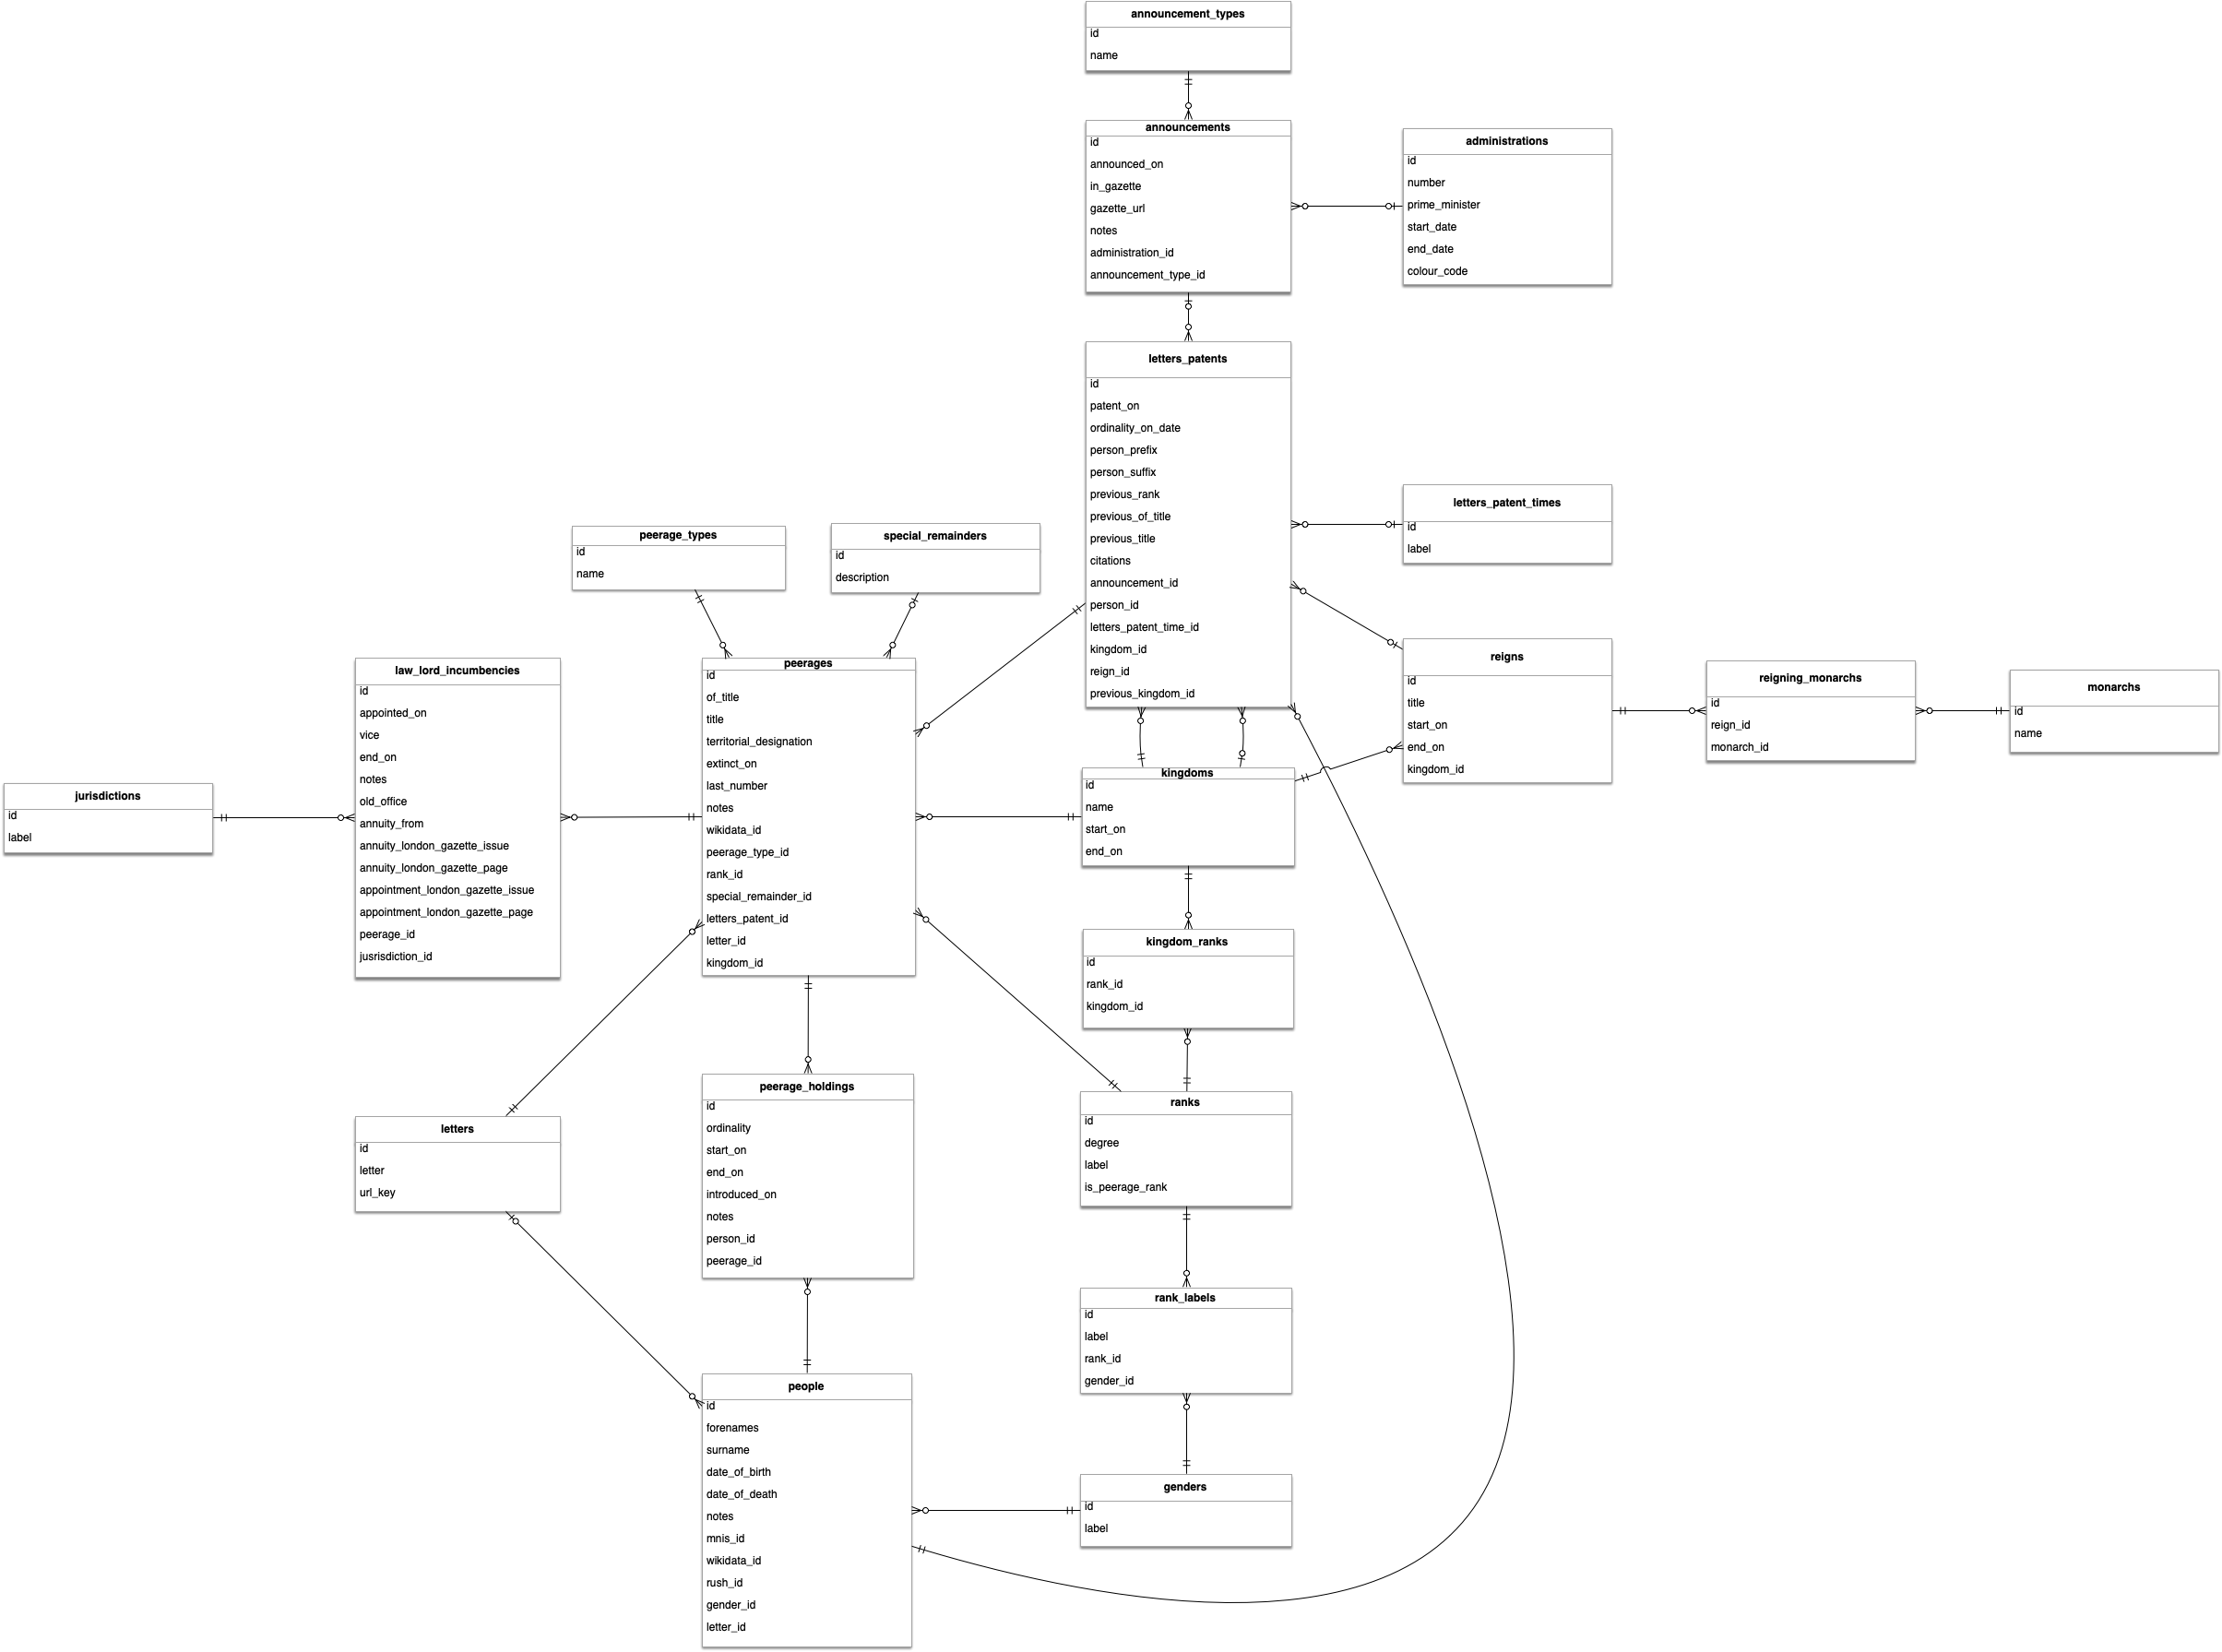 announcement_types
id
name
announcements
id
announced_on
in_gazette
gazette_url
notes
administration_id
announcement_type_id
administrations
id
number
prime_minister
start_date
end_date
colour_code
letters_patents
id
patent_on
ordinality_on_date
person_prefix
person_suffix
previous_rank
previous_of_title
previous_title
citations
announcement_id
person_id
letters_patent_time_id
kingdom_id
reign_id
previous_kingdom_id
letters_patent_times
id
label
peerage_types
id
name
special_remainders
id
description
reigns
id
title
start_on
end_on
kingdom_id
reigning_monarchs
id
reign_id
monarch_id
monarchs
id
name
law_lord_incumbencies
id
appointed_on
vice
end_on
notes
old_office
annuity_from
annuity_london_gazette_issue
annuity_london_gazette_page
appointment_london_gazette_issue
appointment_london_gazette_page
peerage_id
jusrisdiction_id
peerages
id
of_title
title
territorial_designation
extinct_on
last_number
notes
wikidata_id
peerage_type_id
rank_id
special_remainder_id
letters_patent_id
letter_id
kingdom_id
jurisdictions
id
label
kingdoms
id
name
start_on
end_on
kingdom_ranks
id
rank_id
kingdom_id
peerage_holdings
id
ordinality
start_on
end_on
introduced_on
notes
person_id
peerage_id
ranks
id
degree
label
is_peerage_rank
letters
id
letter
url_key
rank_labels
id
label
rank_id
gender_id
people
id
forenames
surname
date_of_birth
date_of_death
notes
mnis_id
wikidata_id
rush_id
gender_id
letter_id
genders
id
label